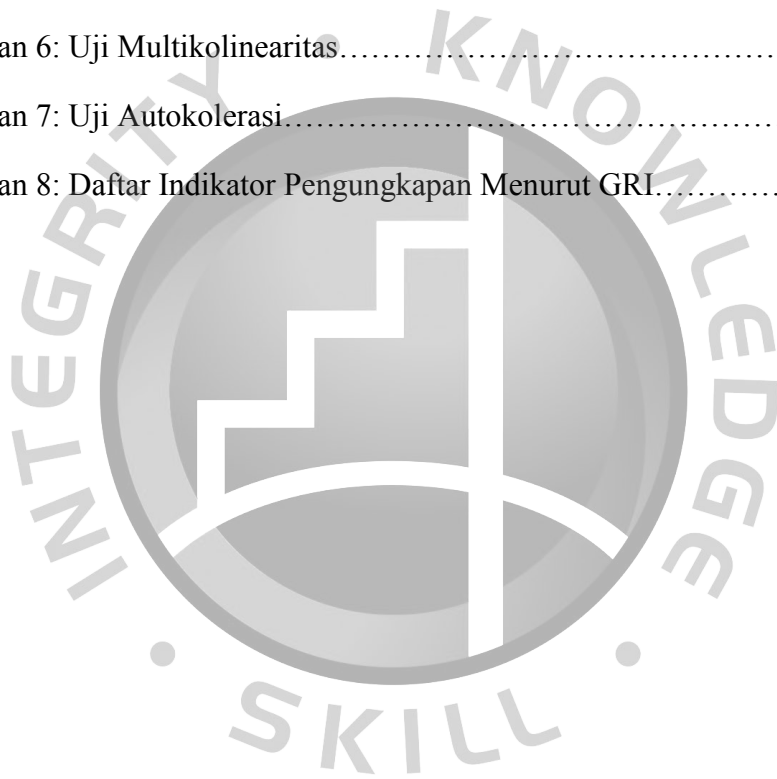 an 6: Uji Multikolinearitas……………………………………
an 7: Uji Autokolerasi…………………………………………
an 8: Daftar Indikator Pengungkapan Menurut GRI…………
INTEGRITY • KNOWLEDGE • SKILL •